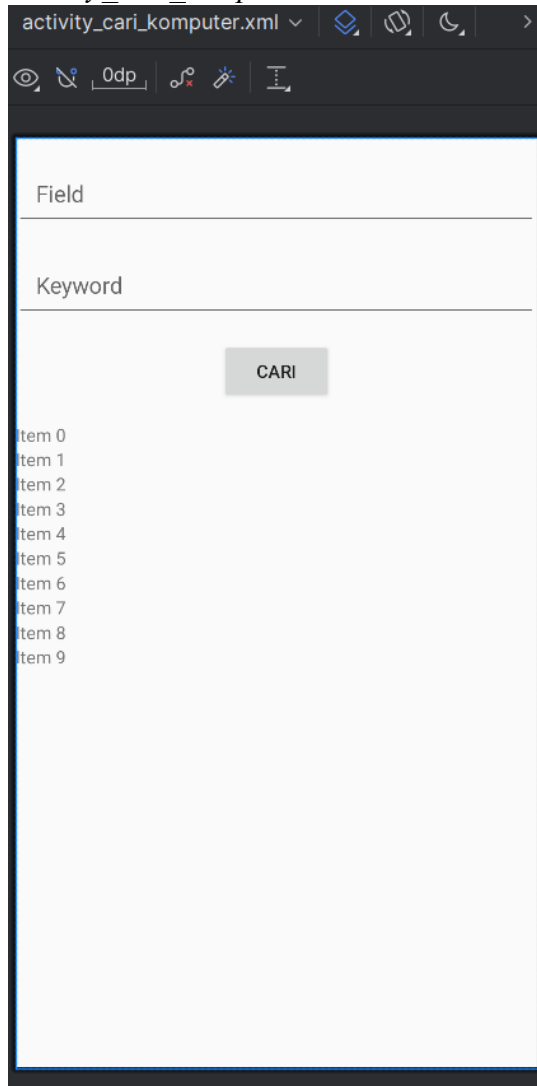 activity_cari_komputer.xml
0dp
Field
Keyword
CARI
Item 0
Item 1
Item 2
Item 3
Item 4
Item 5
Item 6
Item 7
Item 8
Item 9